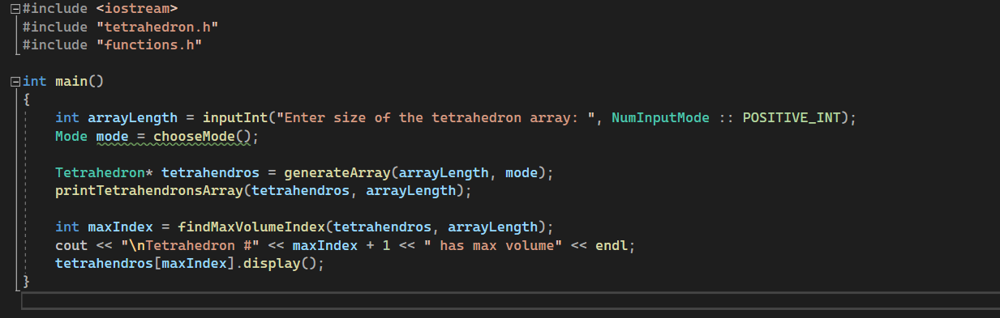 #include <iostream>
#include "tetrahedron.h"
#include "functions.h"
int main()
{
int arrayLength = inputInt("Enter size of the tetrahedron array: ", NumInputMode :: POSITIVE_INT);
Mode mode = chooseMode();
Tetrahedron* tetrahendros = generateArray(arrayLength, mode);
printTetrahendronsArray(tetrahendros, arrayLength);
int maxIndex = findMaxVolumeIndex(tetrahendros, arrayLength);
cout << "\nTetrahedron #" << maxIndex + 1 << " has max volume" << endl;
tetrahendros[maxIndex].display();
}